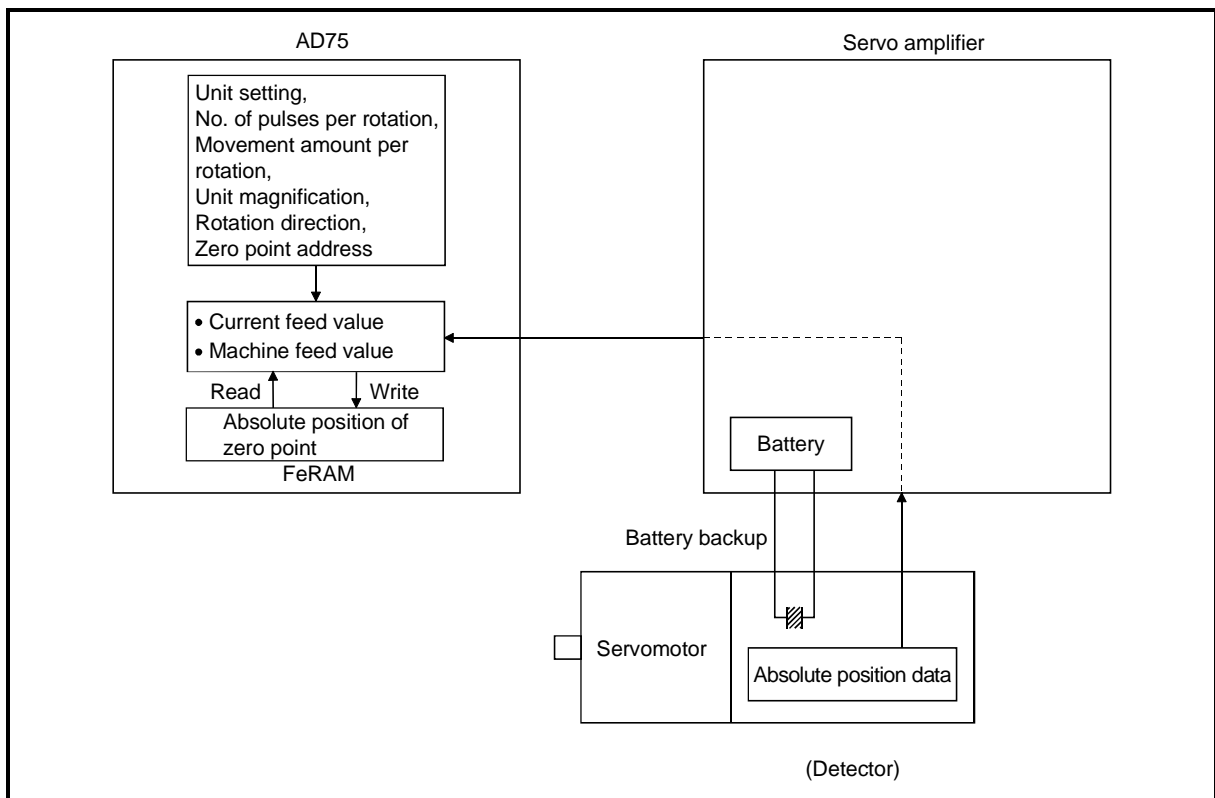 AD75
Servo amplifier
Unit setting,
No. of pulses per rotation,
Movement amount per
rotation,
Unit magnification,
Rotation direction,
Zero point address
• Current feed value
• Machine feed value
Read
Write
Absolute position of
zero point
FeRAM
Battery
Battery backup
Servomotor
Absolute position data
(Detector)